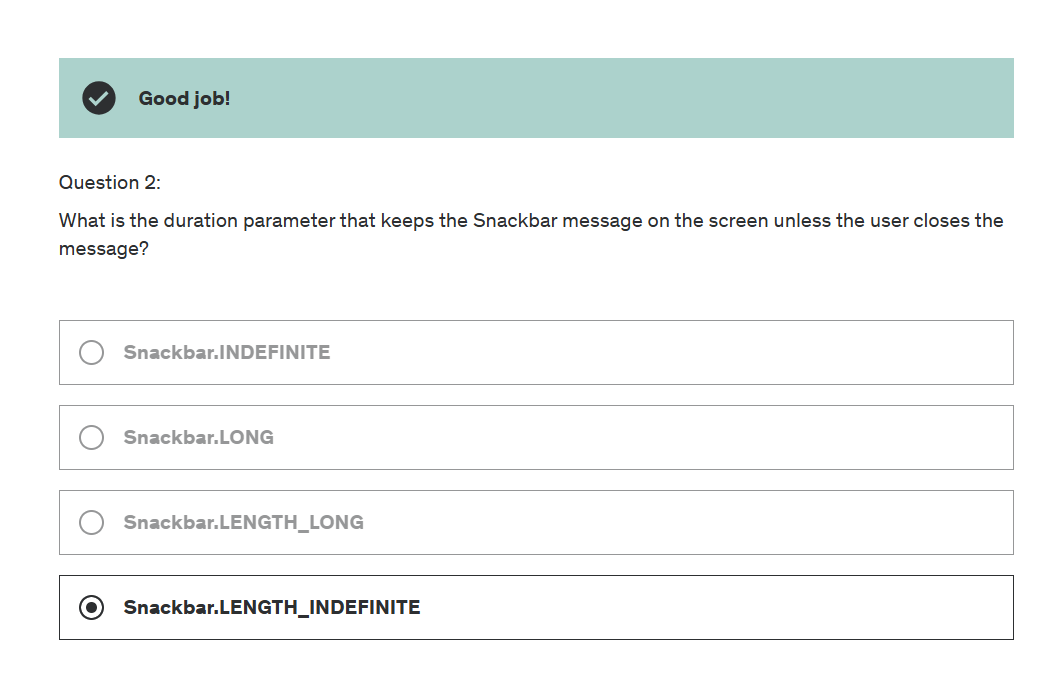 Good job!
Question 2:
What is the duration parameter that keeps the Snackbar message on the screen unless the user closes the
message?
Snackbar.INDEFINITE
Snackbar.LONG
Snackbar.LENGTH_LONG
Snackbar.LENGTH_INDEFINITE